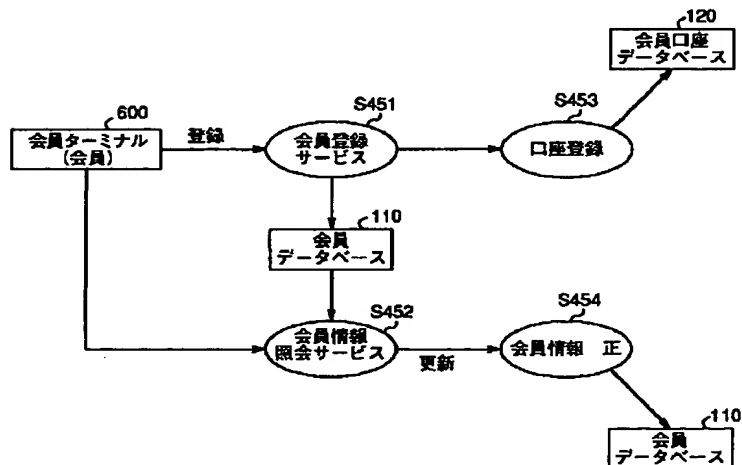 120
会員口座
データベース
600
会員ターミナル
(会員)
登録
S451
会員登録
サービス
S453
口座登録
110
会員
データベース
S452
会員情報
照会サービス
更新
S454
会員情報 正
110
会員
データベース